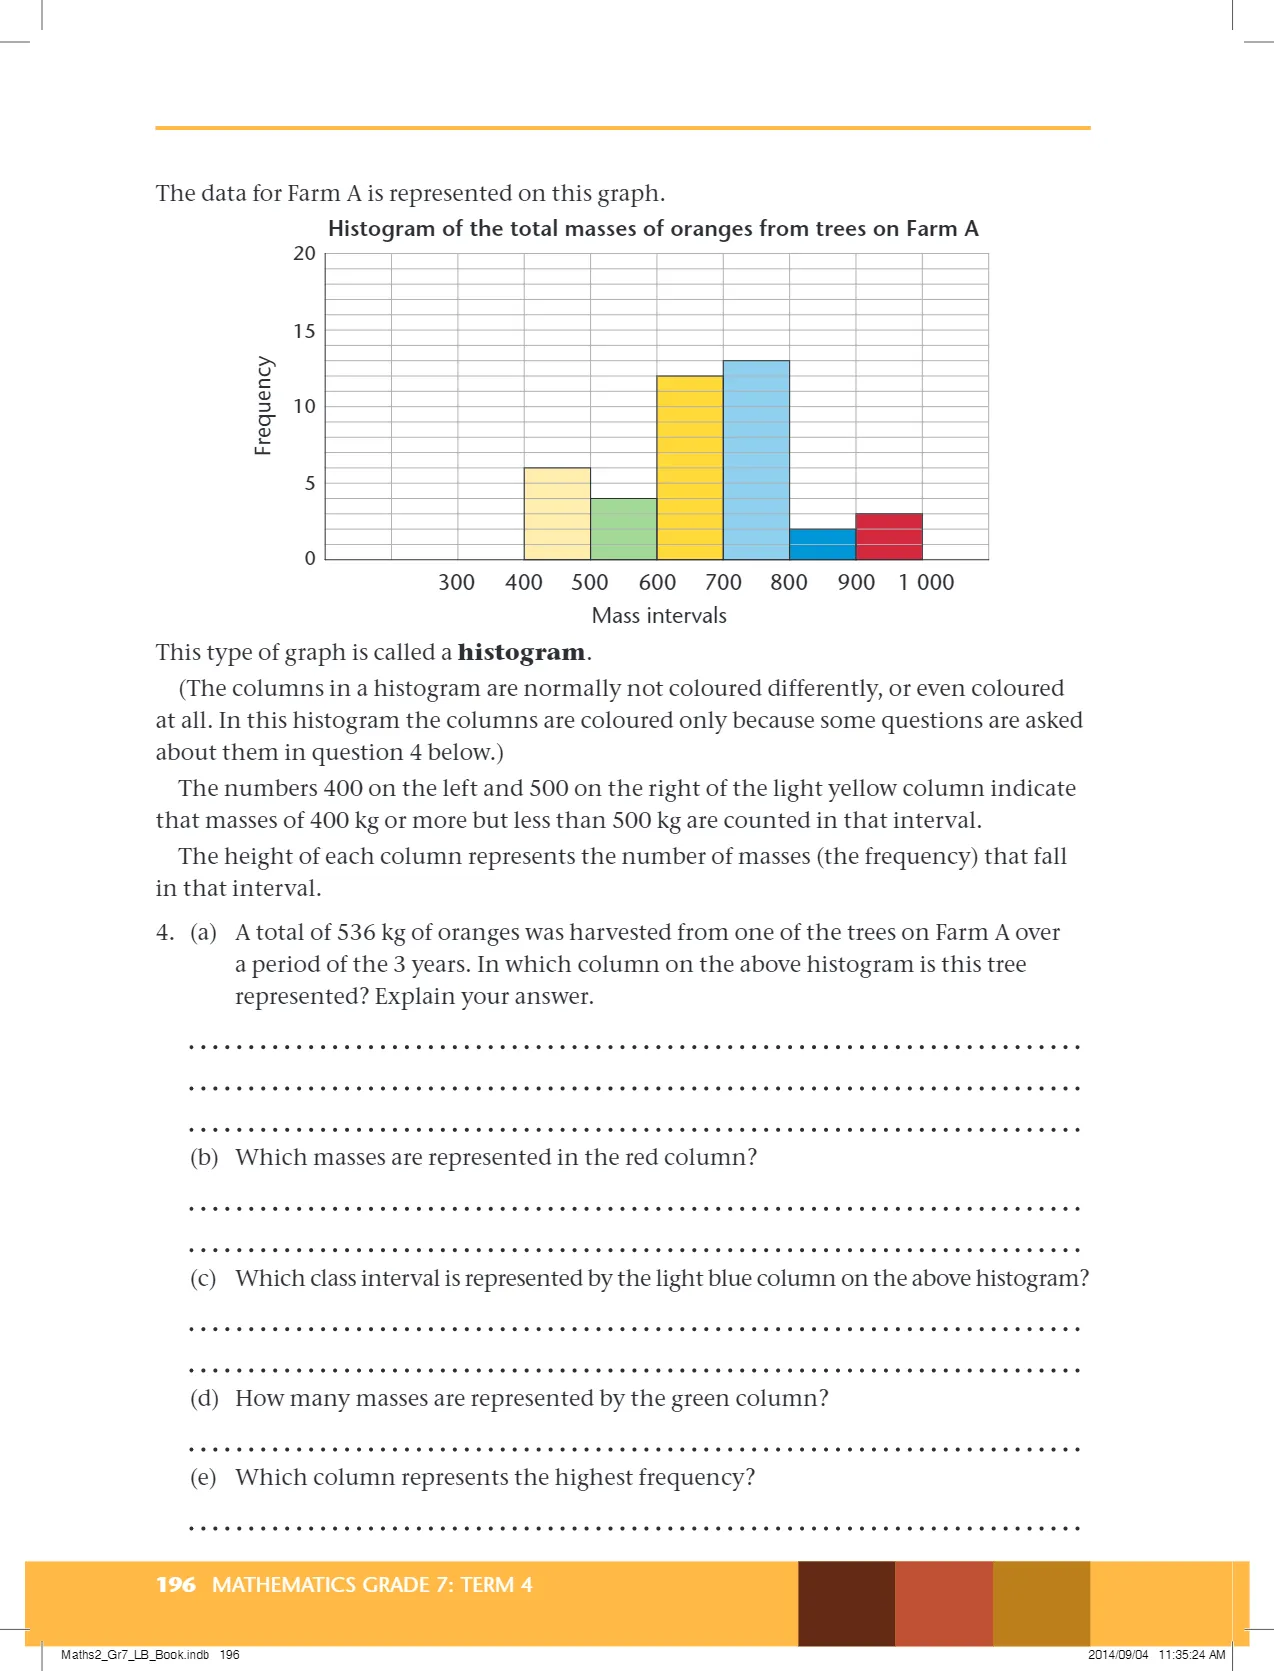 The data for Farm A is represented on this graph.
Histogram of the total masses of oranges from trees on Farm A
20
15
10
5
0
Frequency
300 400 500 600 700 800 900 1 000
Mass intervals
This type of graph is called a histogram.
(The columns in a histogram are normally not coloured differently, or even coloured
at all. In this histogram the columns are coloured only because some questions are asked
about them in question 4 below.)
The numbers 400 on the left and 500 on the right of the light yellow column indicate
that masses of 400 kg or more but less than 500 kg are counted in that interval.
The height of each column represents the number of masses (the frequency) that fall
in that interval.
4. (a) A total of 536 kg of oranges was harvested from one of the trees on Farm A over
a period of the 3 years. In which column on the above histogram is this tree
represented? Explain your answer.
(b) Which masses are represented in the red column?
(c) Which class interval is represented by the light blue column on the above histogram?
(d) How many masses are represented by the green column?
(e) Which column represents the highest frequency?
196 MATHEMATICS GRADE 7: TERM 4
Maths2_Gr7_LB_Book.indb 196
2014/09/04 11:35:24 AM